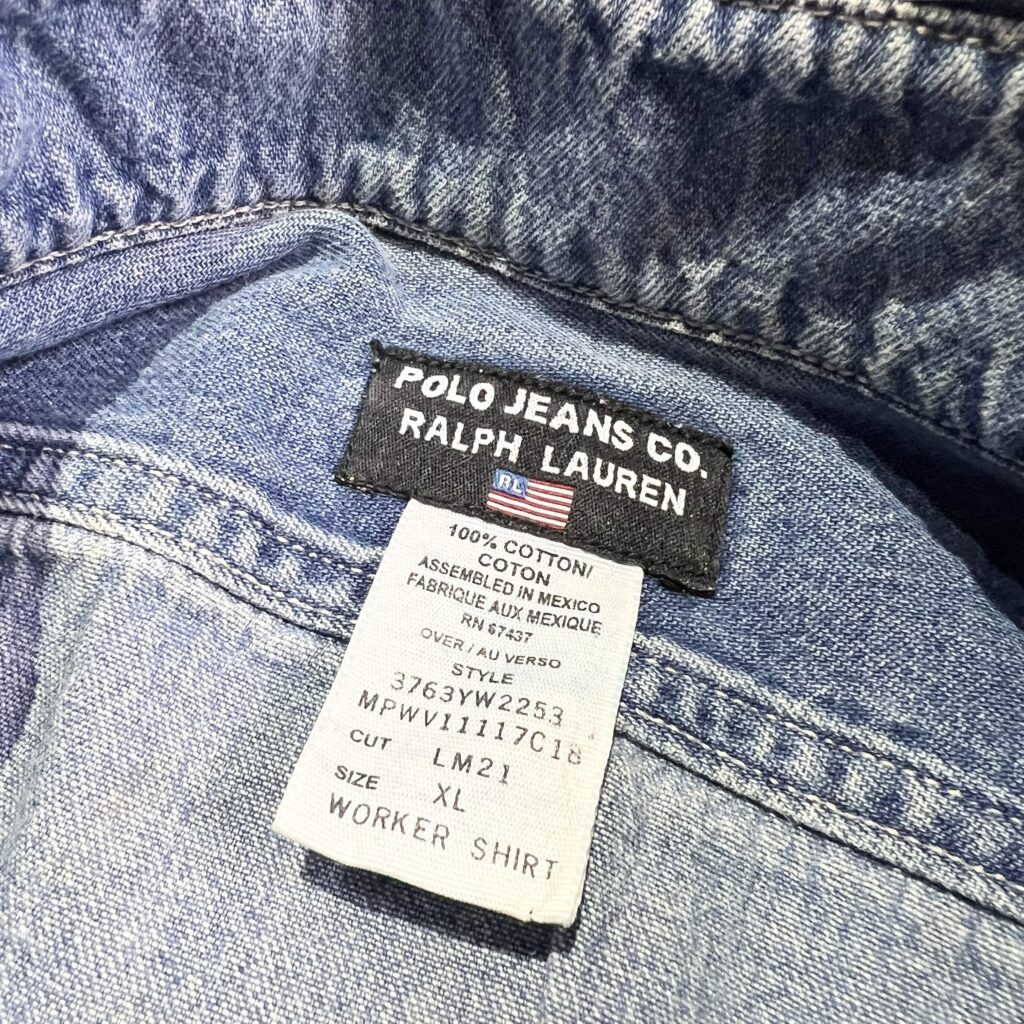 POLO JEANS CO.
RALPH LAUREN
RL
100% COTTON/
COTON
ASSEMBLED IN MEXICO
FABRIQUE AUX MEXIQUE
RN 67437
OVER / AU VERSO
STYLE
3763YW2253
MPWV11117C18
CUT LM21
SIZE XL
WORKER SHIRT